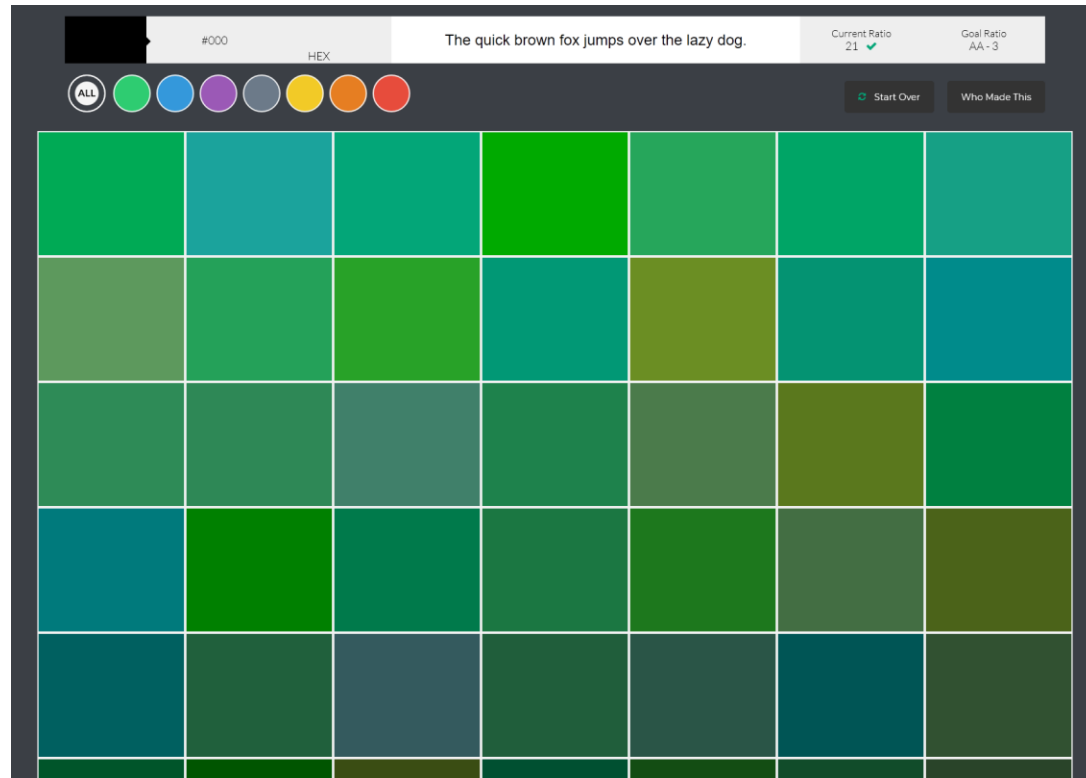 #000
HEX
The quick brown fox jumps over the lazy dog.
Current Ratio
21
Goal Ratio
AA - 3
ALL
Start Over
Who Made This